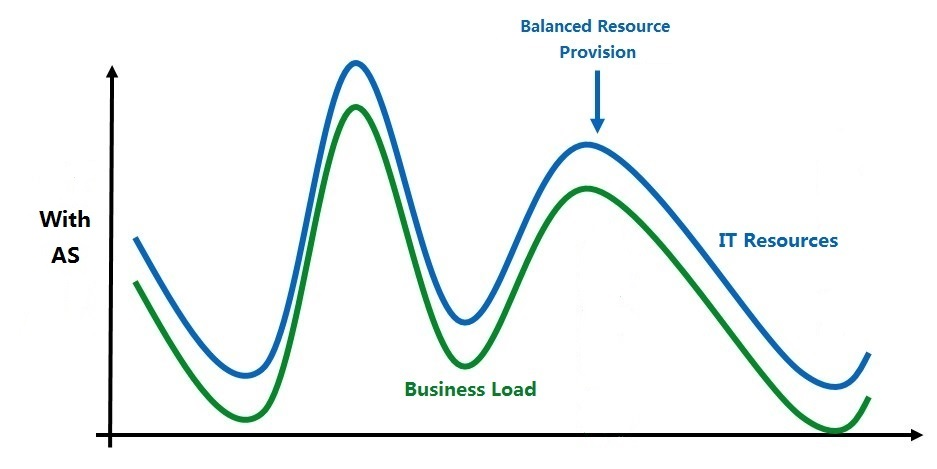 Balanced Resource
Provision
With
AS
IT Resources
Business Load